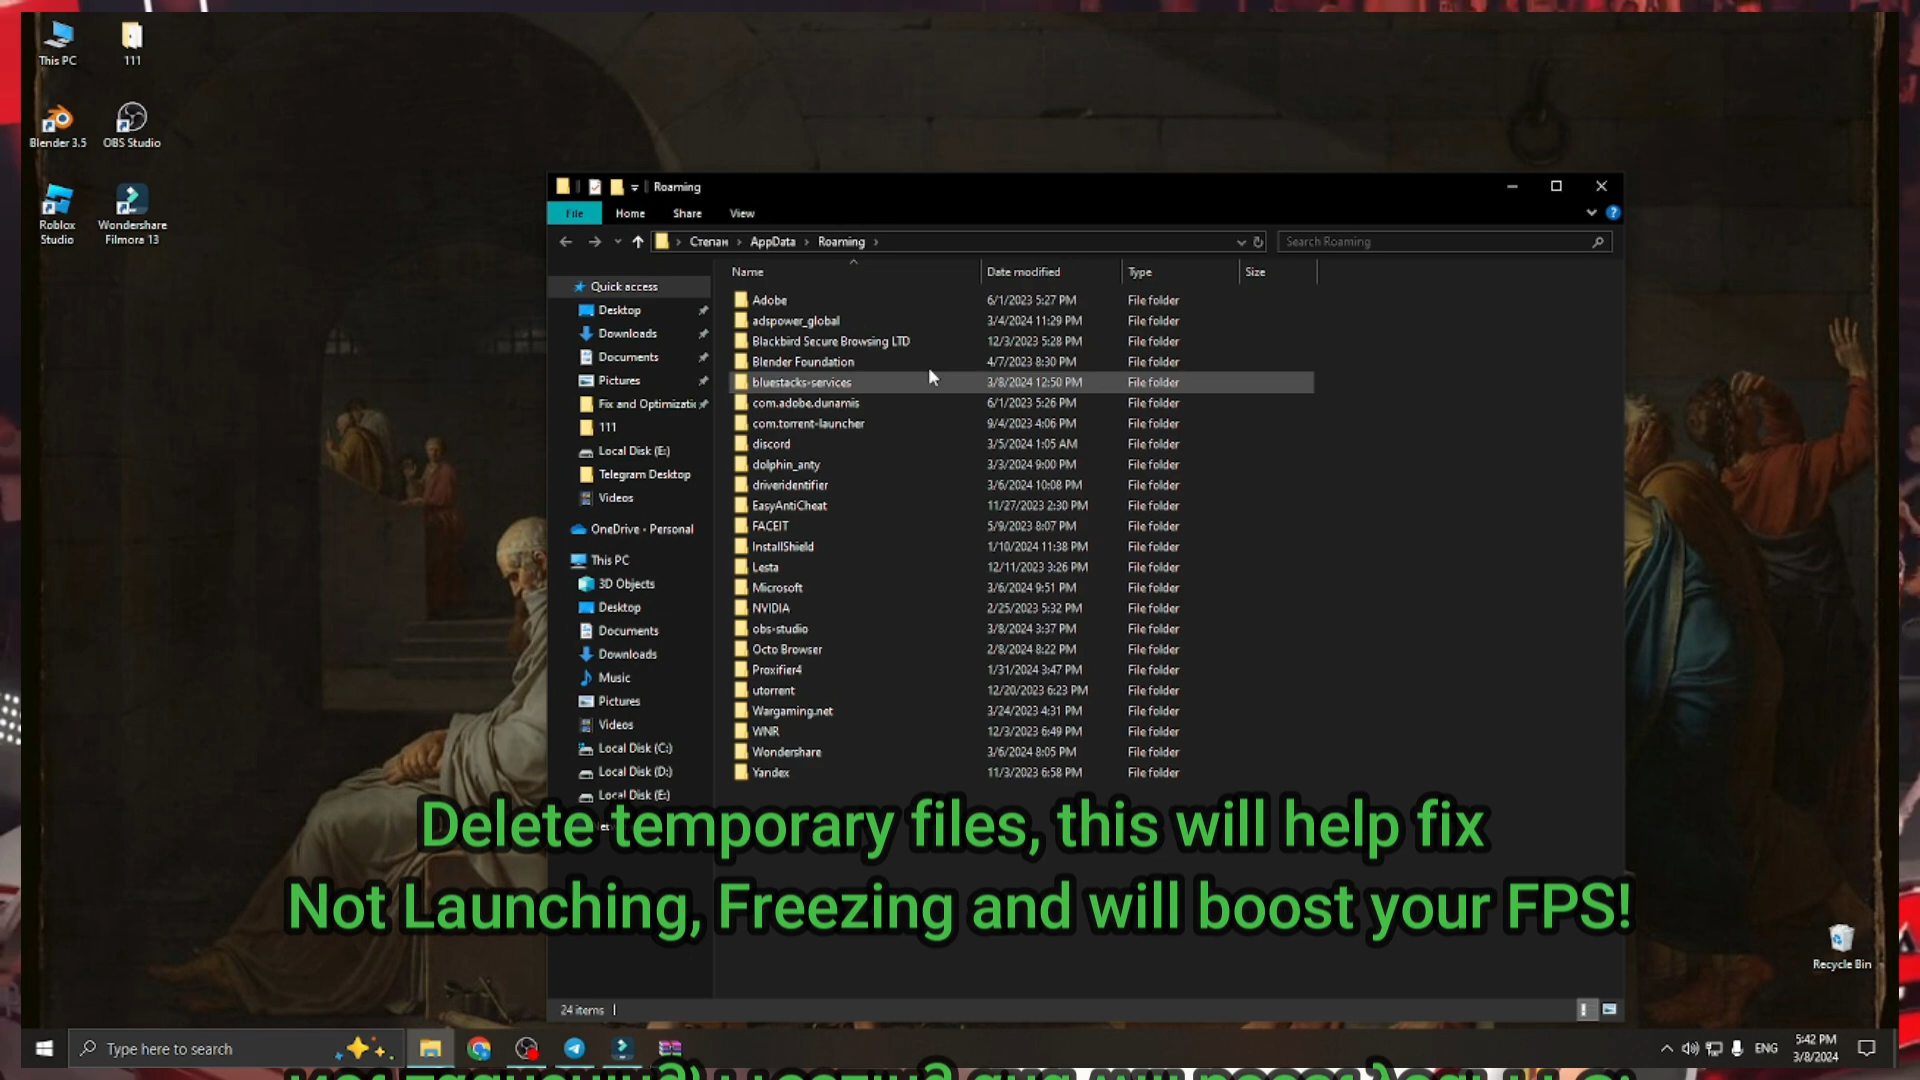 This PC
111
Blender 3.5
OBS Studio
Roblox Studio
Wondershare Filmora 13
Roaming
File Home Share View
Степан AppData Roaming
Search Roaming
Name Date modified Type Size
Quick access
Desktop
Downloads
Documents
Pictures
Fix and Optimizatic
111
Local Disk (E:)
Telegram Desktop
Videos
OneDrive - Personal
This PC
3D Objects
Desktop
Documents
Downloads
Music
Pictures
Videos
Local Disk (C:)
Local Disk (D:)
Local Disk (E:)
Adobe 6/1/2023 5:27 PM File folder
adspower_global 3/4/2024 11:29 PM File folder
Blackbird Secure Browsing LTD 12/3/2023 5:28 PM File folder
Blender Foundation 4/7/2023 8:30 PM File folder
bluestacks-services 3/8/2024 12:50 PM File folder
com.adobe.dunamis 6/1/2023 5:26 PM File folder
com.torrent-launcher 9/4/2023 4:06 PM File folder
discord 3/5/2024 1:05 AM File folder
dolphin_anty 3/3/2024 9:00 PM File folder
driveridentifier 3/6/2024 10:08 PM File folder
EasyAntiCheat 11/27/2023 2:30 PM File folder
FACEIT 5/9/2023 8:07 PM File folder
InstallShield 1/10/2024 11:38 PM File folder
Lesta 12/11/2023 3:26 PM File folder
Microsoft 3/6/2024 9:51 PM File folder
NVIDIA 2/25/2023 5:32 PM File folder
obs-studio 3/8/2024 3:37 PM File folder
Octo Browser 2/8/2024 8:22 PM File folder
Proxifier4 1/31/2024 3:47 PM File folder
utorrent 12/20/2023 6:23 PM File folder
Wargaming.net 3/24/2023 4:31 PM File folder
WNR 12/3/2023 6:49 PM File folder
Wondershare 3/6/2024 8:05 PM File folder
Yandex 11/3/2023 6:58 PM File folder
Delete temporary files, this will help fix
Not Launching, Freezing and will boost your FPS!
Recycle Bin
24 items
Type here to search
ENG
5:42 PM
3/8/2024